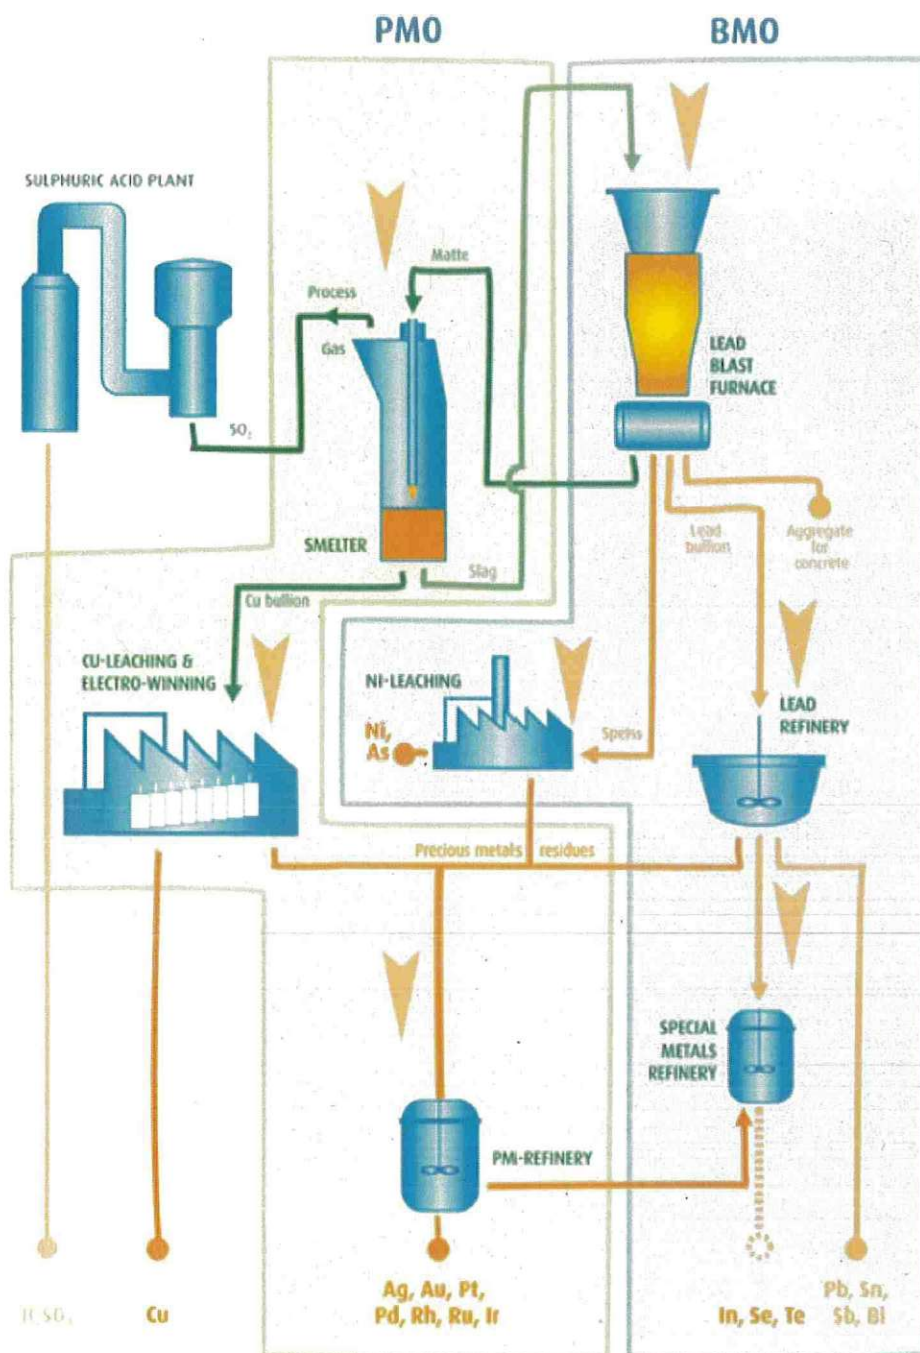 PMO
BMO
SULPHURIC ACID PLANT
Matte
Process
Gas
LEAD
BLAST
FURNACE
SO₂
SMELTER
Slag
Lead
bullion
Aggregate
for
concrete
Cu bullion
CU-LEACHING &
ELECTRO-WINNING
NI-LEACHING
Ni,
As
Speiss
LEAD
REFINERY
Precious metals residues
SPECIAL
METALS
REFINERY
PM-REFINERY
Cu
Ag, Au, Pt,
Pd, Rh, Ru, Ir
In, Se, Te
Pb, Sn,
Sb, Bi